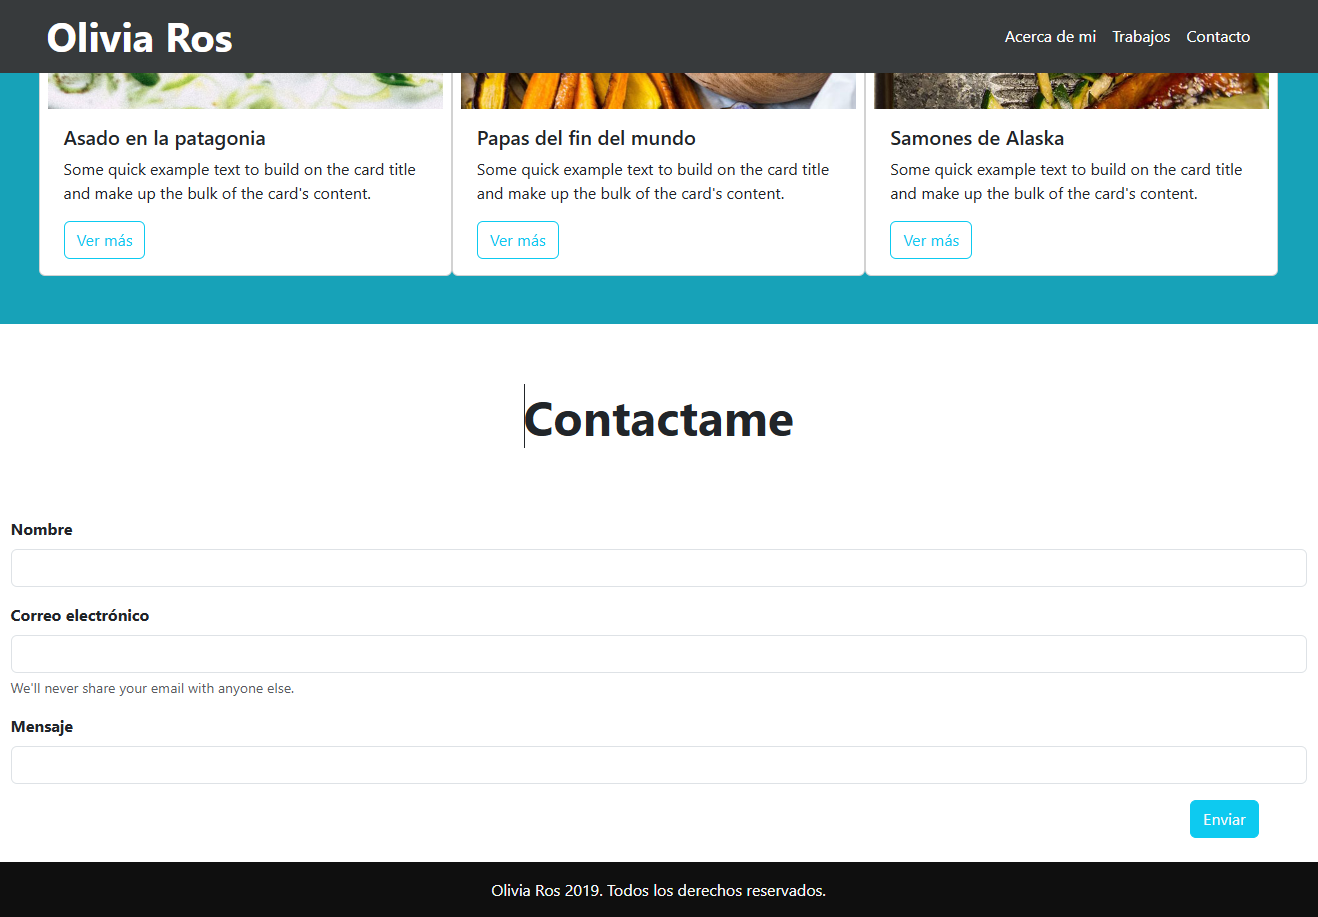 Olivia Ros
Acerca de mi Trabajos Contacto
Asado en la patagonia
Some quick example text to build on the card title
and make up the bulk of the card's content.
Ver más
Papas del fin del mundo
Some quick example text to build on the card title
and make up the bulk of the card's content.
Ver más
Samones de Alaska
Some quick example text to build on the card title
and make up the bulk of the card's content.
Ver más
Contactame
Nombre
Correo electrónico
We'll never share your email with anyone else.
Mensaje
Enviar
Olivia Ros 2019. Todos los derechos reservados.